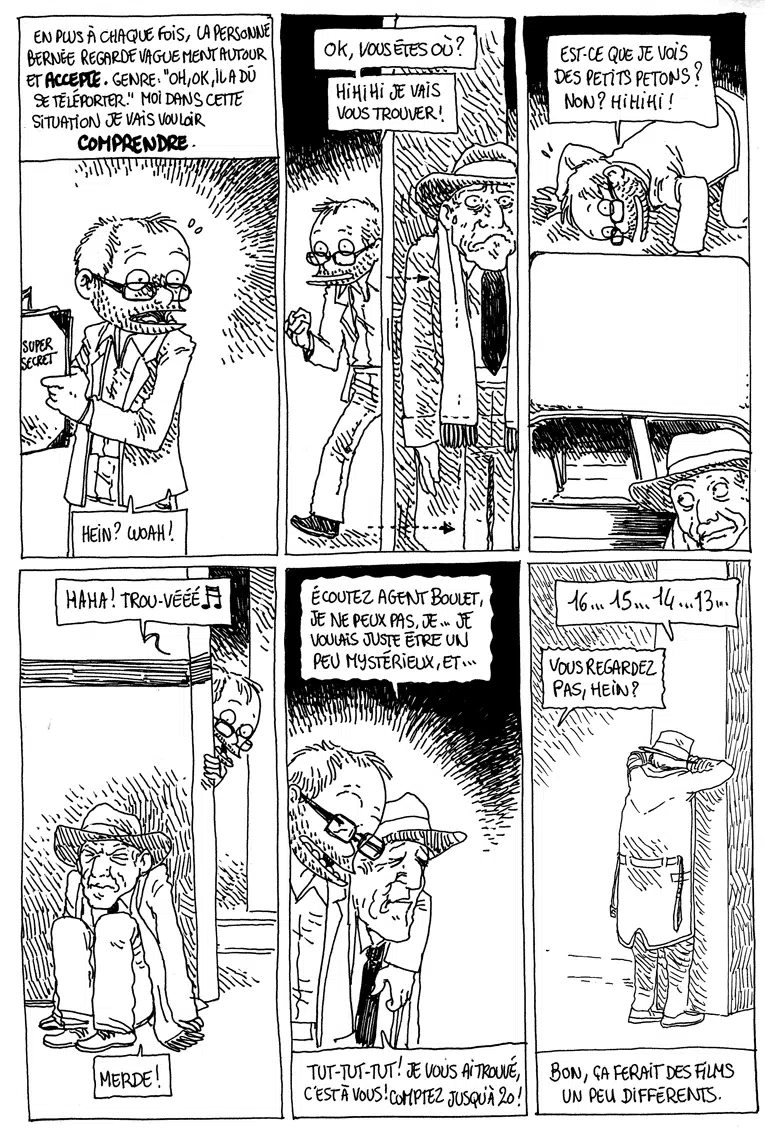 EN PLUS À CHAQUE FOIS, LA PERSONNE
BERNÉE REGARDE VAGUEMENT AUTOUR
ET ACCEPTE. GENRE: "OH, OK, IL A DÛ
SE TÉLÉPORTER." MOI DANS CETTE
SITUATION JE VAIS VOULOIR
COMPRENDRE.
SUPER
SECRET
HEIN? WOAH!
OK, VOUS ÊTES OÙ?
HiHiHi JE VAIS
VOUS TROUVER!
EST-CE QUE JE VOIS
DES PETITS PETONS?
NON? HiHiHi!
HAHA! TROU-VÉÉÉ♫
MERDE!
ÉCOUTEZ AGENT BOULET,
JE NE PEUX PAS, JE... JE
VOULAIS JUSTE ÊTRE UN
PEU MYSTÉRIEUX, ET...
TUT-TUT-TUT! JE VOUS AI TROUVÉ,
C'EST À VOUS! COMPTEZ JUSQU'À 20!
16... 15... 14... 13...
VOUS REGARDEZ
PAS, HEIN?
BON, ÇA FERAIT DES FILMS
UN PEU DIFFÉRENTS.